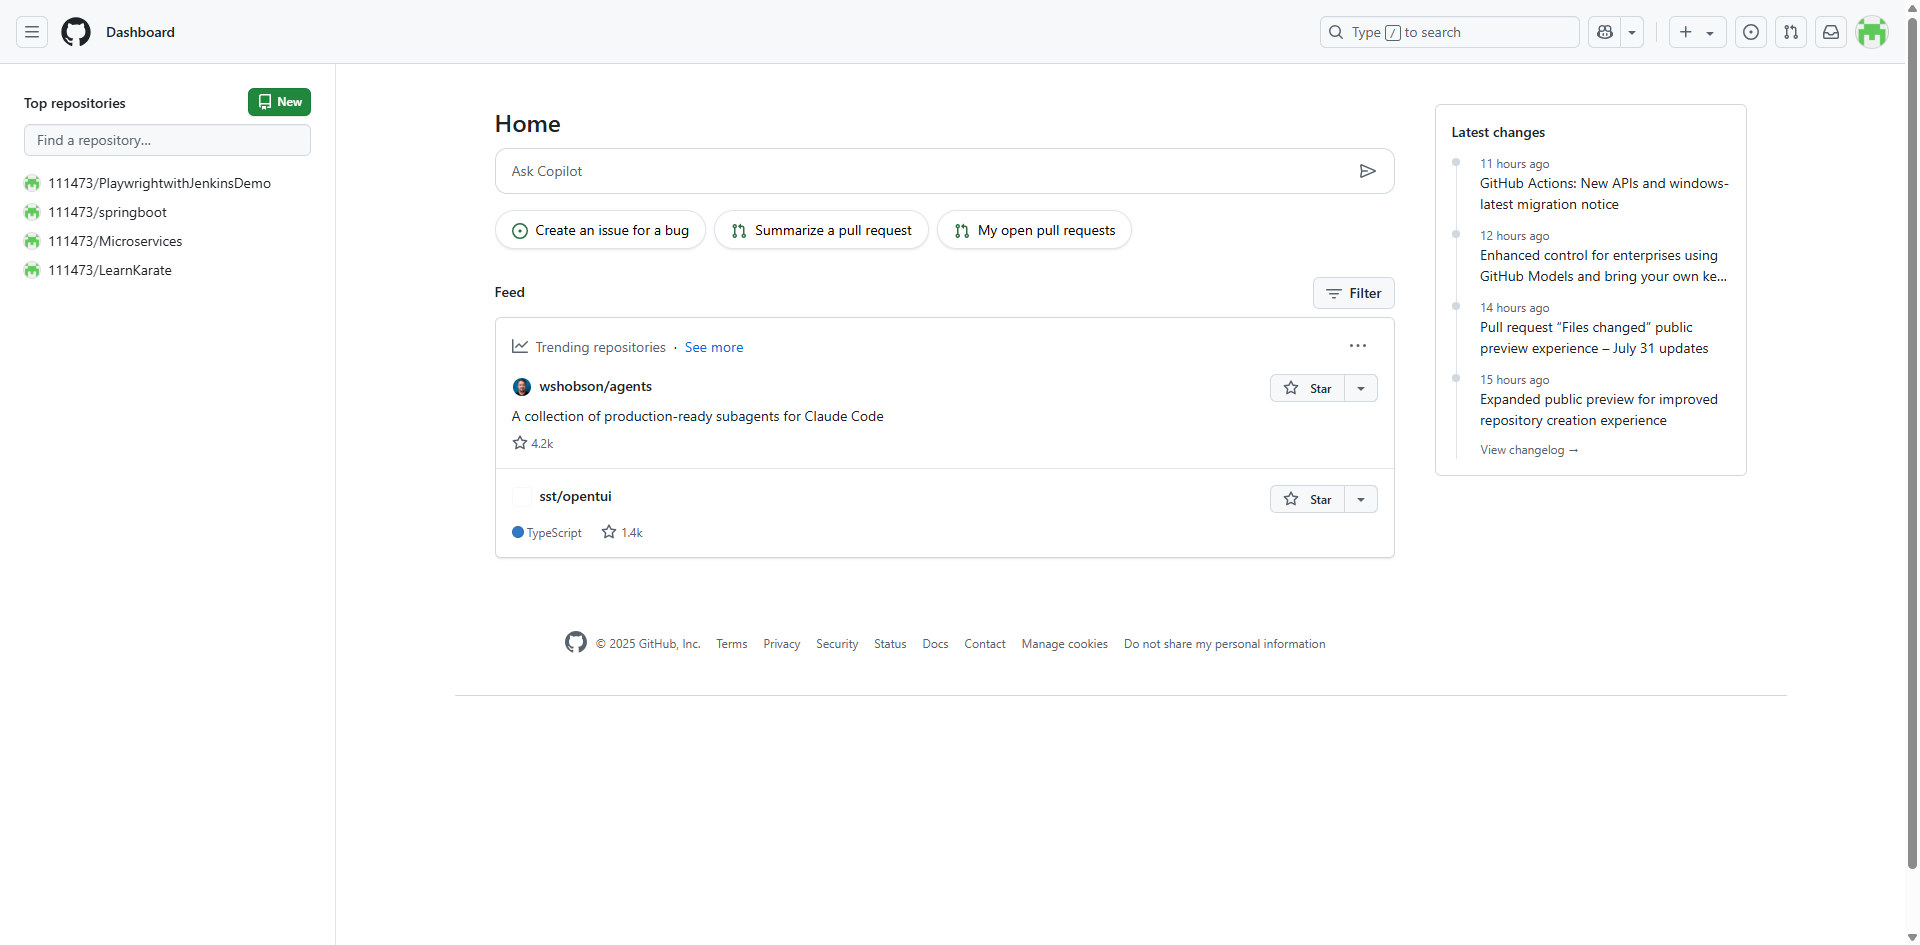 Dashboard
Type / to search
Top repositories
New
Find a repository...
111473/PlaywrightwithJenkinsDemo
111473/springboot
111473/Microservices
111473/LearnKarate
Home
Ask Copilot
Create an issue for a bug
Summarize a pull request
My open pull requests
Feed
Filter
Trending repositories · See more
wshobson/agents
Star
A collection of production-ready subagents for Claude Code
4.2k
sst/opentui
Star
TypeScript
1.4k
Latest changes
11 hours ago
GitHub Actions: New APIs and windows-
latest migration notice
12 hours ago
Enhanced control for enterprises using
GitHub Models and bring your own ke...
14 hours ago
Pull request “Files changed” public
preview experience – July 31 updates
15 hours ago
Expanded public preview for improved
repository creation experience
View changelog →
© 2025 GitHub, Inc. Terms Privacy Security Status Docs Contact Manage cookies Do not share my personal information